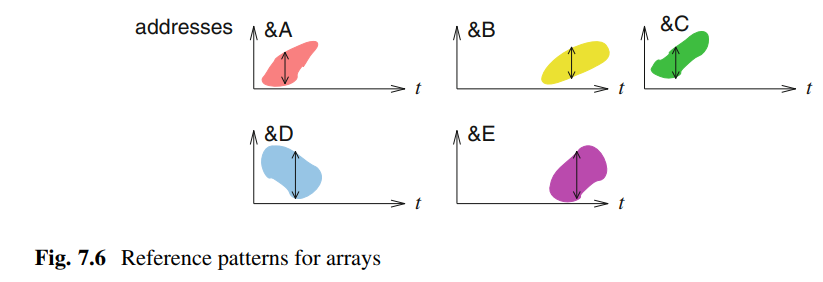 addresses &A &B &C
t t t
&D &E
t t
Fig. 7.6 Reference patterns for arrays